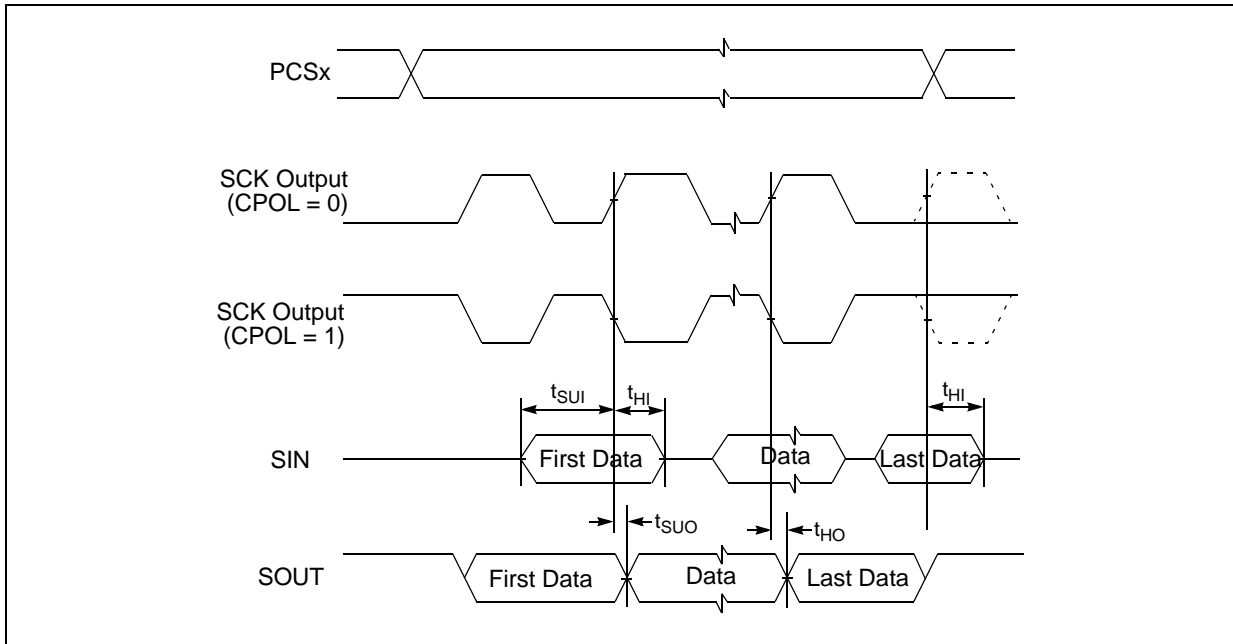 PCSx
SCK Output
(CPOL = 0)
SCK Output
(CPOL = 1)
tSUI
tHI
tHI
SIN
First Data
Data
Last Data
tSUO
tHO
SOUT
First Data
Data
Last Data